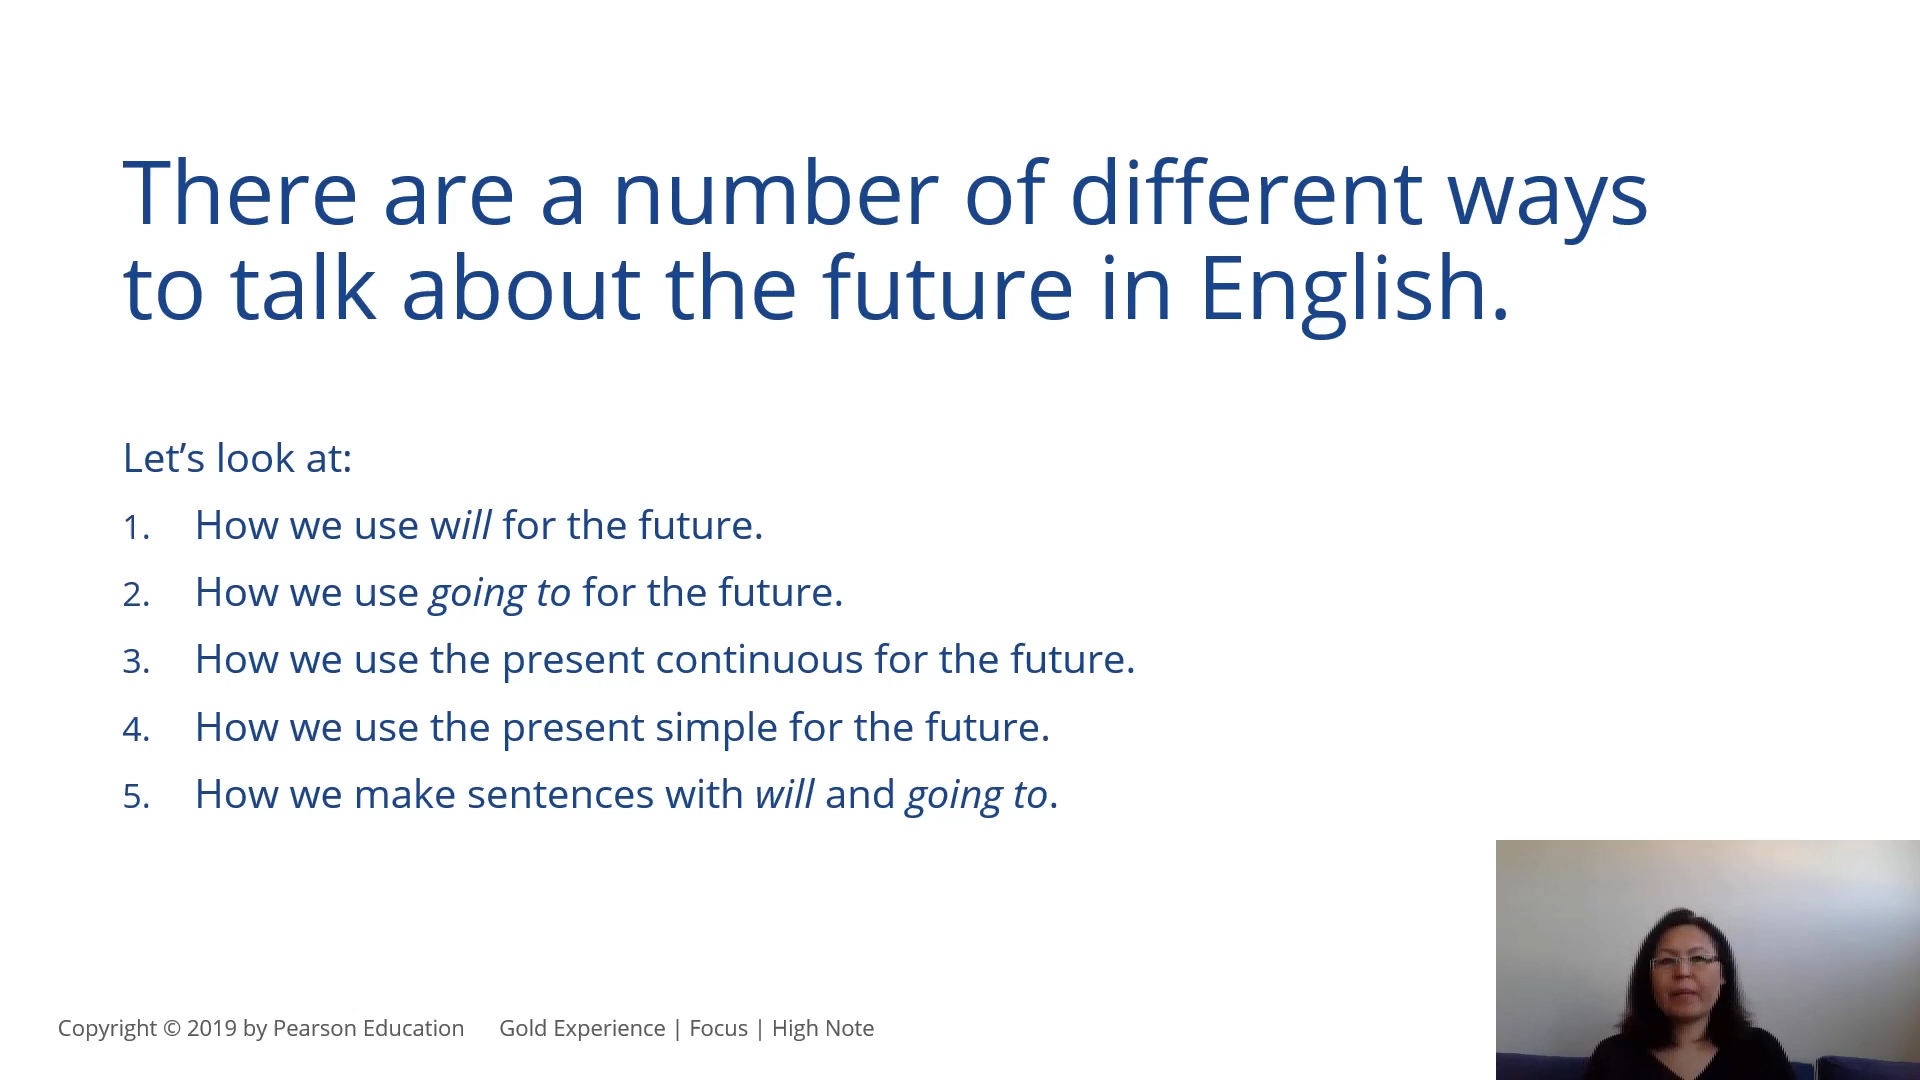 There are a number of different ways
to talk about the future in English.
Let’s look at:
1. How we use will for the future.
2. How we use going to for the future.
3. How we use the present continuous for the future.
4. How we use the present simple for the future.
5. How we make sentences with will and going to.
Copyright © 2019 by Pearson Education Gold Experience | Focus | High Note